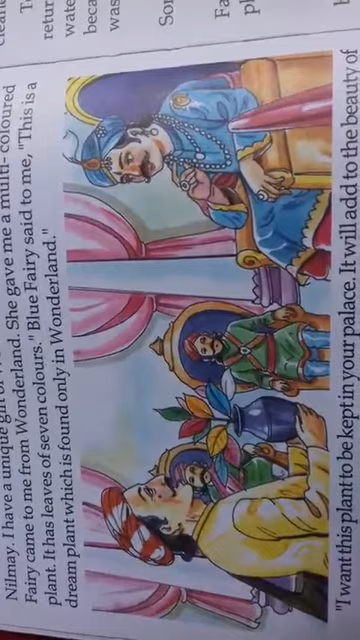 Nilmay. I have a unique
Fairy came to me from Wonderland. She gave me a multi- coloured
plant. It has leaves of seven colours." Blue Fairy said to me, "This is a
dream plant which is found only in Wonderland."
"I want this plant to be kept in your palace. It will add to the beauty of